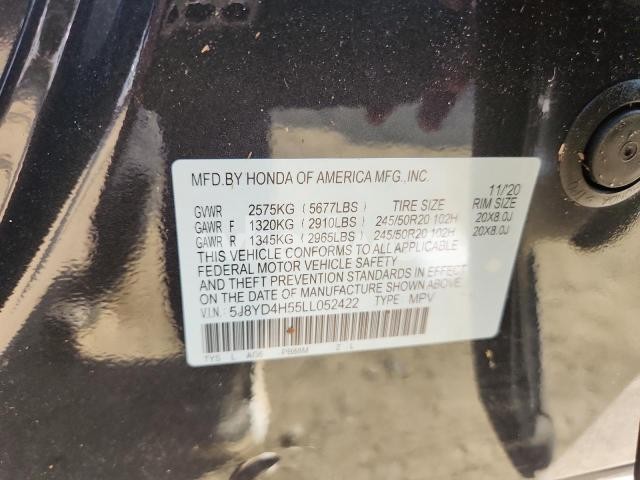 MFD.BY HONDA OF AMERICA MFG.,INC.
11/'20
GVWR 2575KG (5677LBS) TIRE SIZE RIM SIZE
GAWR F 1320KG (2910LBS) 245/50R20 102H 20X8.0J
GAWR R 1345KG (2965LBS) 245/50R20 102H 20X8.0J
THIS VEHICLE CONFORMS TO ALL APPLICABLE
FEDERAL MOTOR VEHICLE SAFETY
AND THEFT PREVENTION STANDARDS IN EFFECT
ON THE DATE OF MANUFACTURE SHOWN ABOVE.
V.I.N: 5J8YD4H55LL052422 TYPE: MPV
TYS L A06 Z L